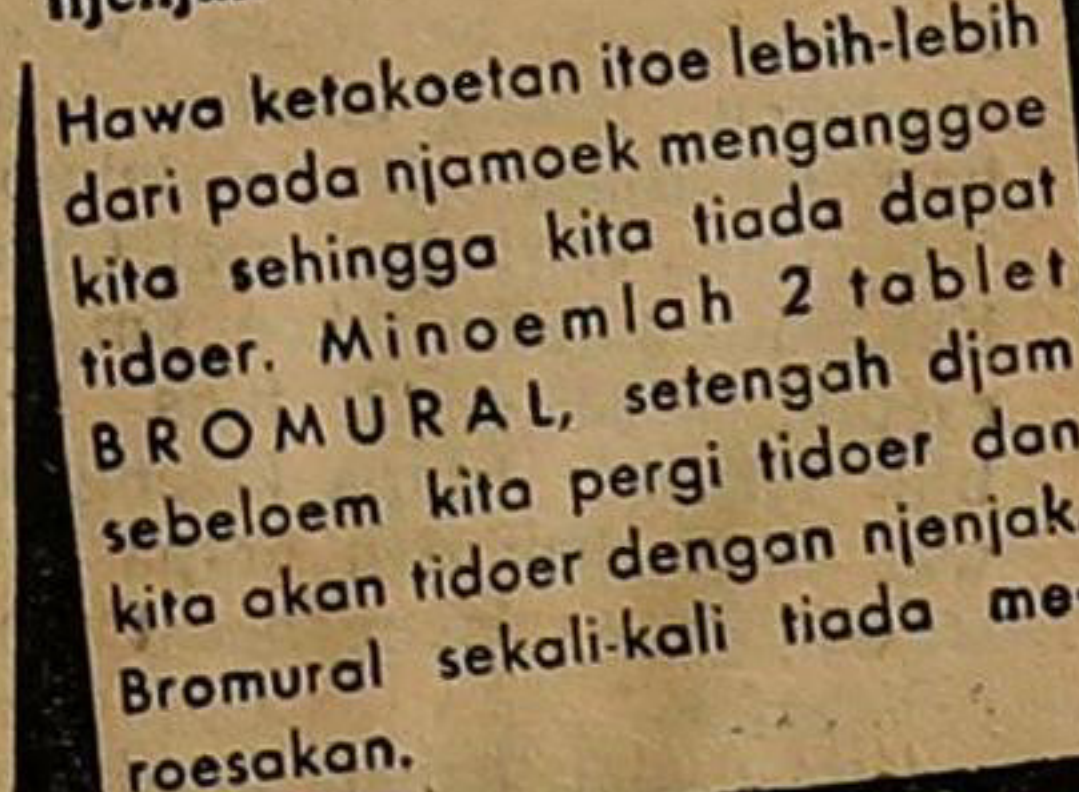 Hawa ketakoetan itoe lebih-lebih
dari pada njamoek menganggoe
kita sehingga kita tiada dapat
tidoer. Minoemlah 2 tablet
BROMURAL, setengah djam
sebeloem kita pergi tidoer dan
kita akan tidoer dengan njenjak.
Bromural sekali-kali tiada me-
roesakan.